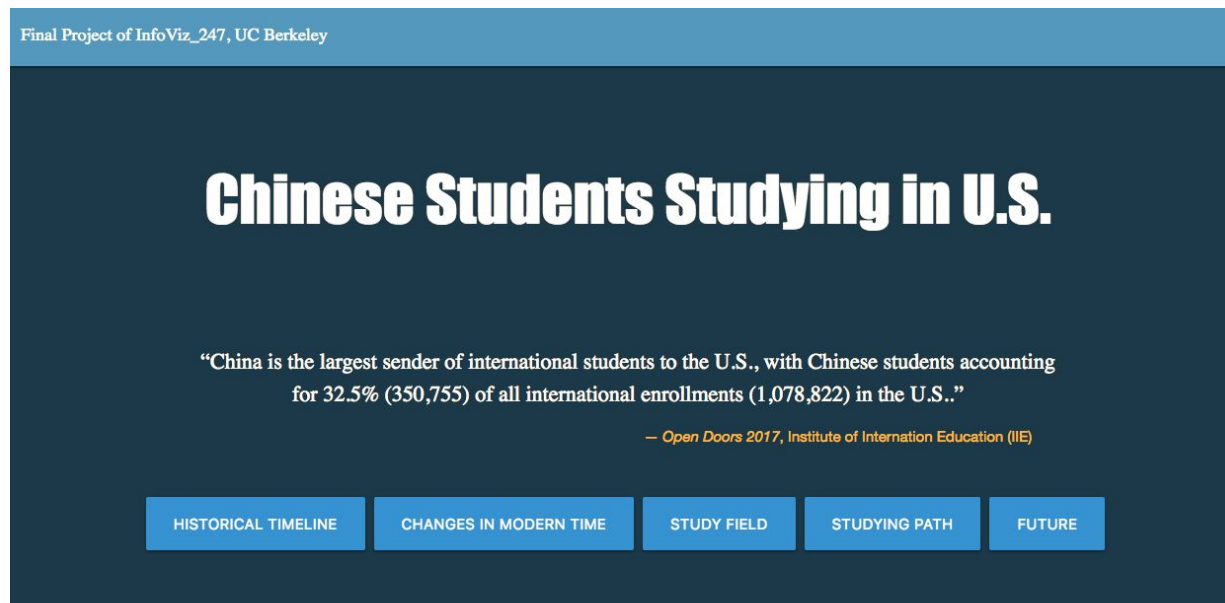 Final Project of InfoViz_247, UC Berkeley
Chinese Students Studying in U.S.
“China is the largest sender of international students to the U.S., with Chinese students accounting
for 32.5% (350,755) of all international enrollments (1,078,822) in the U.S..”
— Open Doors 2017, Institute of Internation Education (IIE)
HISTORICAL TIMELINE CHANGES IN MODERN TIME STUDY FIELD STUDYING PATH FUTURE